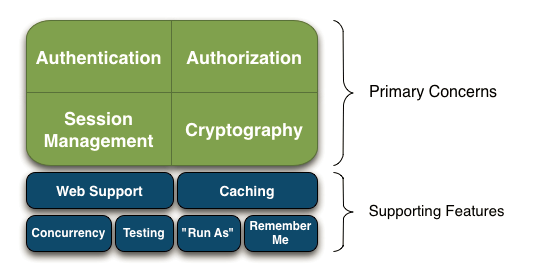 Authentication
Authorization
Session
Management
Cryptography
Primary Concerns
Web Support
Caching
Concurrency
Testing
"Run As"
Remember
Me
Supporting Features